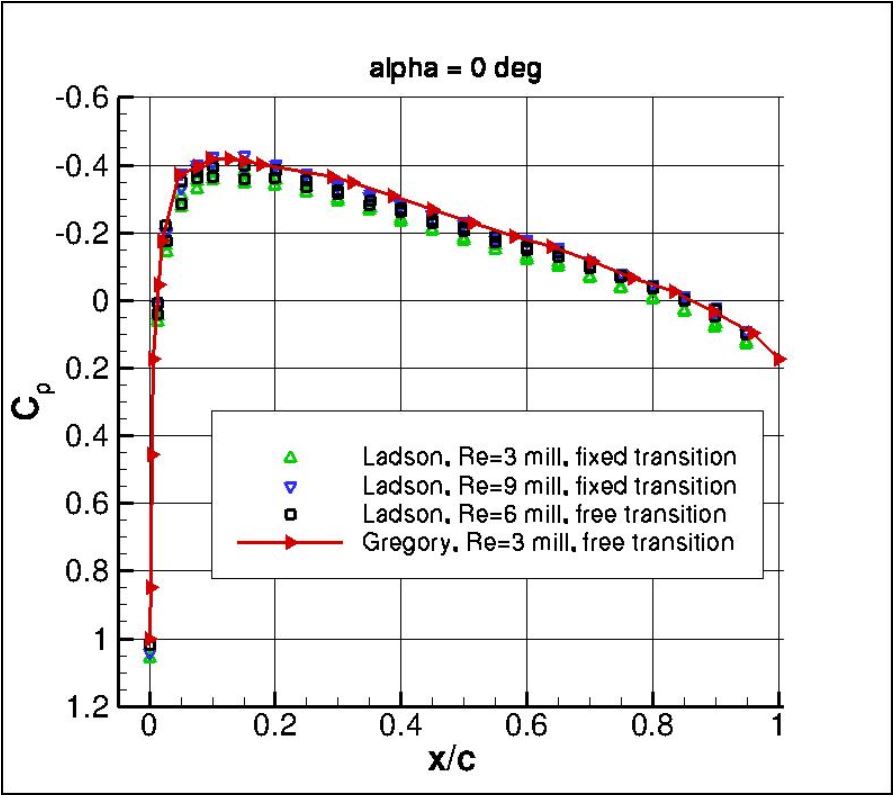 alpha = 0 deg
-0.6
-0.4
-0.2
0
0.2
0.4
0.6
0.8
1
1.2
Cp
Ladson, Re=3 mill, fixed transition
Ladson, Re=9 mill, fixed transition
Ladson, Re=6 mill, free transition
Gregory, Re=3 mill, free transition
0 0.2 0.4 0.6 0.8 1
x/c